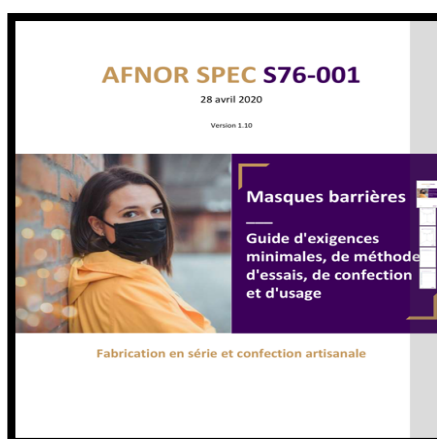 AFNOR SPEC S76-001
28 avril 2020
Version 1.10
Masques barrières
Guide d'exigences
minimales, de méthode
d'essais, de confection
et d'usage
Fabrication en série et confection artisanale